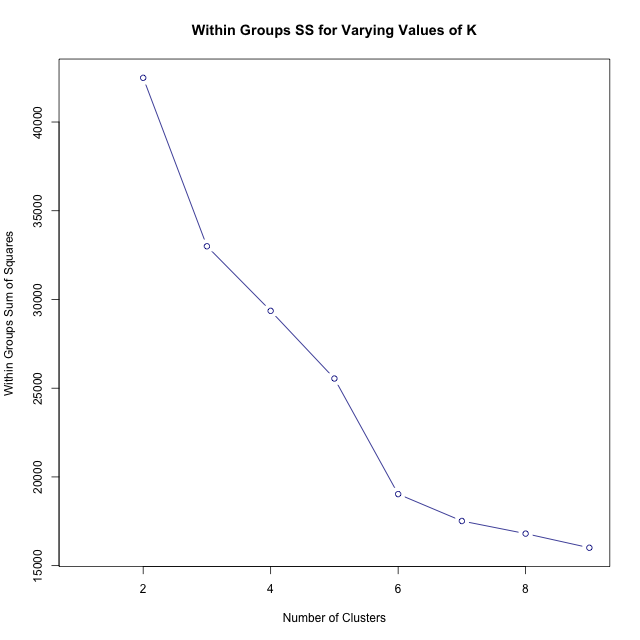 Within Groups SS for Varying Values of K
Within Groups Sum of Squares
40000
35000
30000
25000
20000
15000
2 4 6 8
Number of Clusters